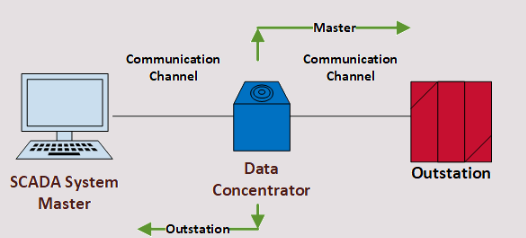 Master
Communication
Channel
Communication
Channel
SCADA System
Master
Data
Concentrator
Outstation
Outstation